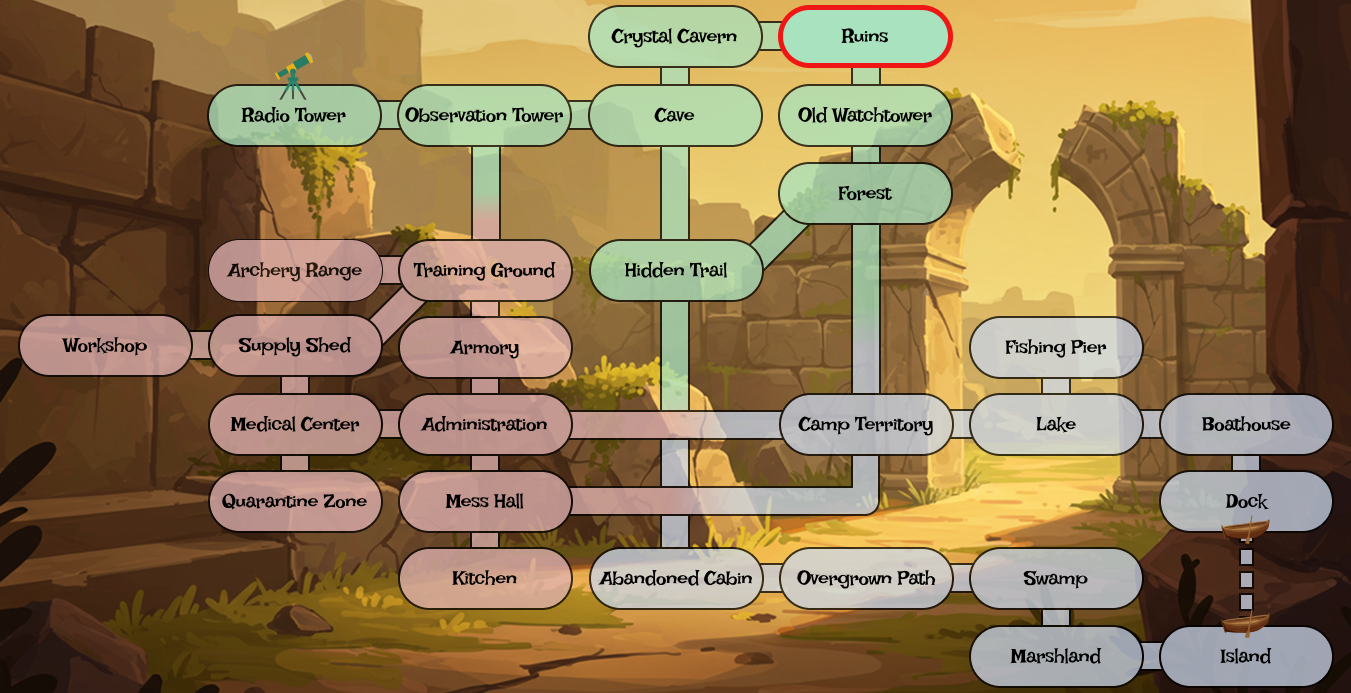 Crystal Cavern
Ruins
Radio Tower
Observation Tower
Cave
Old Watchtower
Forest
Archery Range
Training Ground
Hidden Trail
Workshop
Supply Shed
Armory
Fishing Pier
Medical Center
Administration
Camp Territory
Lake
Boathouse
Quarantine Zone
Mess Hall
Dock
Kitchen
Abandoned Cabin
Overgrown Path
Swamp
Marshland
Island